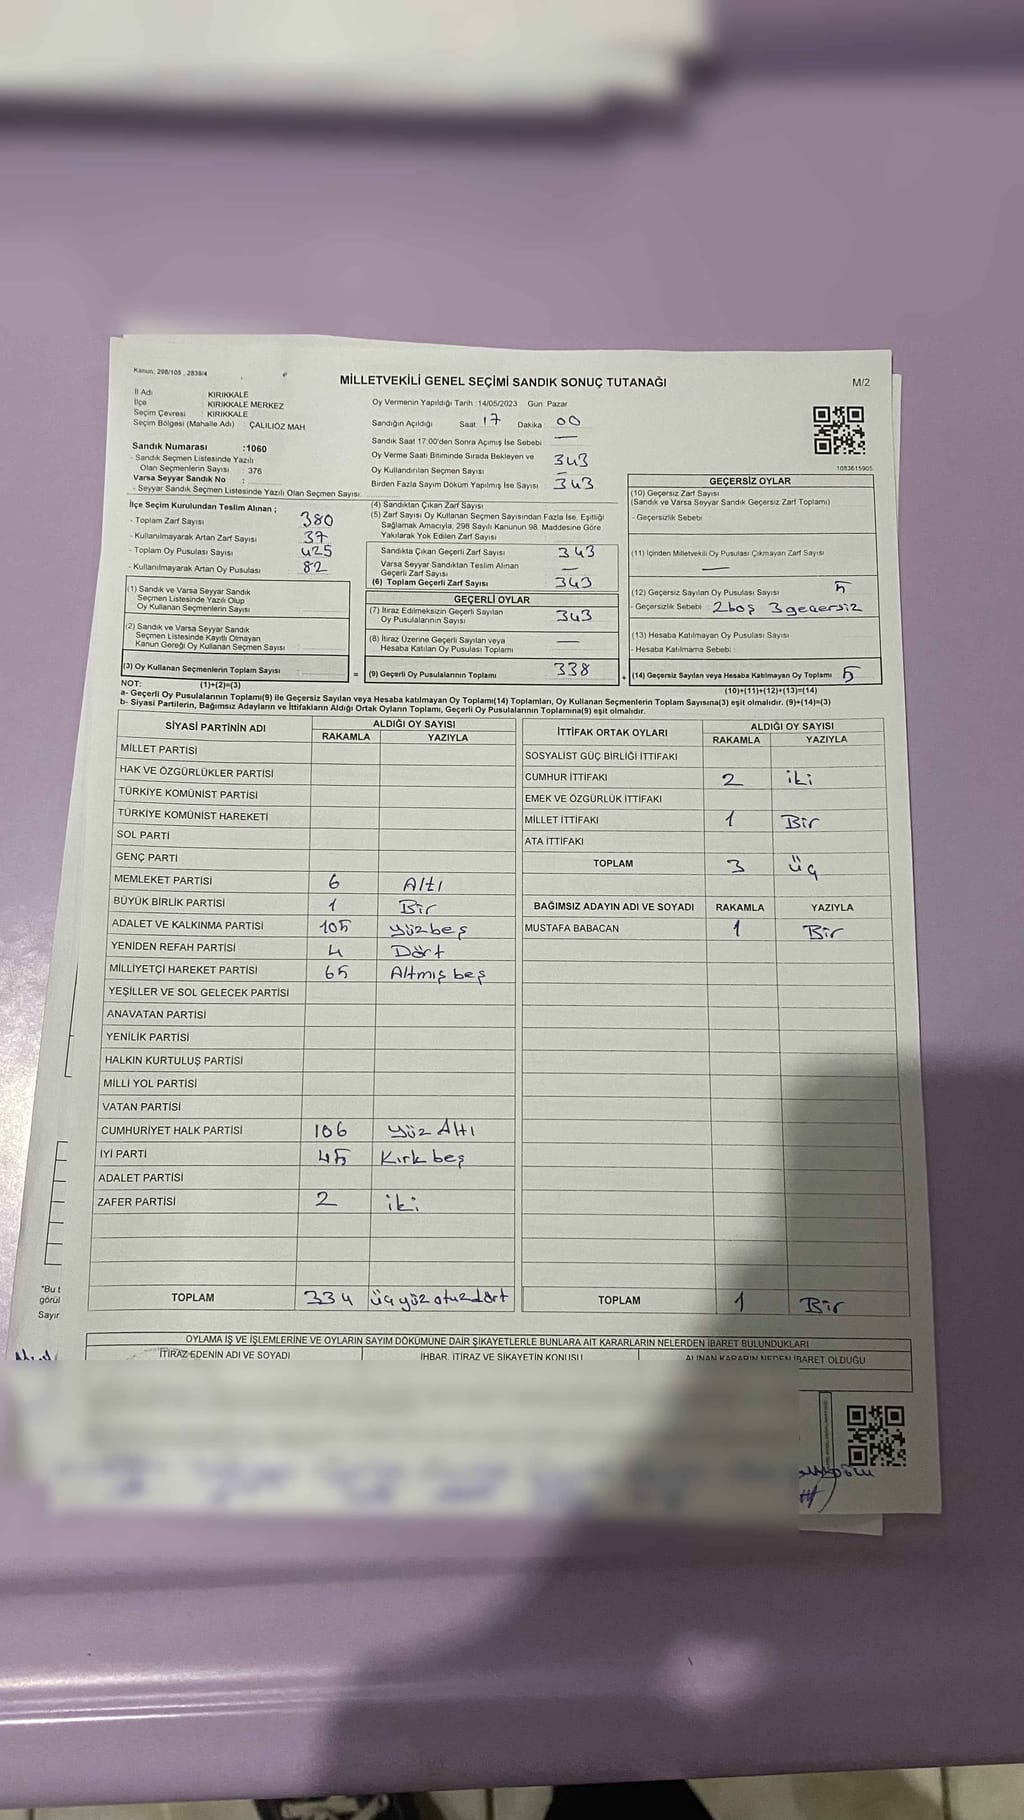 Kanun: 298/105 , 2839/4
MİLLETVEKİLİ GENEL SEÇİMİ SANDIK SONUÇ TUTANAĞI
M/2
İl Adı : KIRIKKALE
İlçe : KIRIKKALE MERKEZ
Seçim Çevresi : KIRIKKALE
Seçim Bölgesi (Mahalle Adı) : ÇALILIÖZ MAH
Sandık Numarası :1060
- Sandık Seçmen Listesinde Yazılı
Olan Seçmenlerin Sayısı : 376
Varsa Seyyar Sandık No :
- Seyyar Sandık Seçmen Listesinde Yazılı Olan Seçmen Sayısı:
Oy Vermenin Yapıldığı Tarih :14/05/2023 Gün: Pazar
Sandığın Açıldığı Saat 17 Dakika 00
Sandık Saat 17:00'den Sonra Açımış İse Sebebi —
Oy Verme Saati Bitiminde Sırada Bekleyen ve 343
Oy Kullandırılan Seçmen Sayısı —
Birden Fazla Sayım Döküm Yapılmış İse Sayısı 343
1083615905
İlçe Seçim Kurulundan Teslim Alınan ;
- Toplam Zarf Sayısı 380
- Kullanılmayarak Artan Zarf Sayısı 37
- Toplam Oy Pusulası Sayısı 425
- Kullanılmayarak Artan Oy Pusulası 82
(1) Sandık ve Varsa Seyyar Sandık
Seçmen Listesinde Yazılı Olup
Oy Kullanan Seçmenlerin Sayısı :
(2) Sandık ve Varsa Seyyar Sandık
Seçmen Listesinde Kayıtlı Olmayan
Kanun Gereği Oy Kullanan Seçmen Sayısı :
(3) Oy Kullanan Seçmenlerin Toplam Sayısı :
(4) Sandıktan Çıkan Zarf Sayısı
(5) Zarf Sayısı Oy Kullanan Seçmen Sayısından Fazla İse, Eşitliği
Sağlamak Amacıyla, 298 Sayılı Kanunun 98. Maddesine Göre
Yakılarak Yok Edilen Zarf Sayısı
Sandıkta Çıkan Geçerli Zarf Sayısı 343
Varsa Seyyar Sandıktan Teslim Alınan
Geçerli Zarf Sayısı —
(6) Toplam Geçerli Zarf Sayısı 343
GEÇERLİ OYLAR
(7) İtiraz Edilmeksizin Geçerli Sayılan
Oy Pusulalarının Sayısı 343
(8) İtiraz Üzerine Geçerli Sayılan veya
Hesaba Katılan Oy Pusulası Toplamı —
= (9) Geçerli Oy Pusulalarının Toplamı 338
GEÇERSİZ OYLAR
(10) Geçersiz Zarf Sayısı
(Sandık ve Varsa Seyyar Sandık Geçersiz Zarf Toplamı)
- Geçersizlik Sebebi
(11) İçinden Milletvekili Oy Pusulası Çıkmayan Zarf Sayısı —
(12) Geçersiz Sayılan Oy Pusulası Sayısı 5
- Geçersizlik Sebebi : 2 boş 3 geçersiz
(13) Hesaba Katılmayan Oy Pusulası Sayısı
- Hesaba Katılmama Sebebi :
+ (14) Geçersiz Sayılan veya Hesaba Katılmayan Oy Toplamı 5
NOT: (1)+(2)=(3)
(10)+(11)+(12)+(13)=(14)
a- Geçerli Oy Pusulalarının Toplamı(9) ile Geçersiz Sayılan veya Hesaba katılmayan Oy Toplamı(14) Toplamları, Oy Kullanan Seçmenlerin Toplam Sayısına(3) eşit olmalıdır. (9)+(14)=(3)
b- Siyasi Partilerin, Bağımsız Adayların ve İttifakların Aldığı Ortak Oyların Toplamı, Geçerli Oy Pusulalarının Toplamına(9) eşit olmalıdır.
SİYASİ PARTİNİN ADI
ALDIĞI OY SAYISI
RAKAMLA YAZIYLA
MİLLET PARTİSİ
HAK VE ÖZGÜRLÜKLER PARTİSİ
TÜRKİYE KOMÜNİST PARTİSİ
TÜRKİYE KOMÜNİST HAREKETİ
SOL PARTİ
GENÇ PARTİ
MEMLEKET PARTİSİ 6 Altı
BÜYÜK BİRLİK PARTİSİ 1 Bir
ADALET VE KALKINMA PARTİSİ 105 yüzbeş
YENİDEN REFAH PARTİSİ 4 Dört
MİLLİYETÇİ HAREKET PARTİSİ 65 Altmış beş
YEŞİLLER VE SOL GELECEK PARTİSİ
ANAVATAN PARTİSİ
YENİLİK PARTİSİ
HALKIN KURTULUŞ PARTİSİ
MİLLİ YOL PARTİSİ
VATAN PARTİSİ
CUMHURİYET HALK PARTİSİ 106 yüz Altı
İYİ PARTİ 45 Kırk beş
ADALET PARTİSİ
ZAFER PARTİSİ 2 iki
TOPLAM 334 üç yüz otuzdört
İTTİFAK ORTAK OYLARI
ALDIĞI OY SAYISI
RAKAMLA YAZIYLA
SOSYALİST GÜÇ BİRLİĞİ İTTİFAKI
CUMHUR İTTİFAKI 2 iki
EMEK VE ÖZGÜRLÜK İTTİFAKI
MİLLET İTTİFAKI 1 Bir
ATA İTTİFAKI
TOPLAM 3 üç
BAĞIMSIZ ADAYIN ADI VE SOYADI RAKAMLA YAZIYLA
MUSTAFA BABACAN 1 Bir
TOPLAM 1 Bir
"Bu t
görül
Sayır
OYLAMA İŞ VE İŞLEMLERİNE VE OYLARIN SAYIM DÖKÜMÜNE DAİR ŞİKAYETLERLE BUNLARA AİT KARARLARIN NELERDEN İBARET BULUNDUKLARI
İTİRAZ EDENİN ADI VE SOYADI
İHBAR, İTİRAZ VE ŞİKAYETİN KONUSU
ALINAN KARARIN NEDEN İBARET OLDUĞU